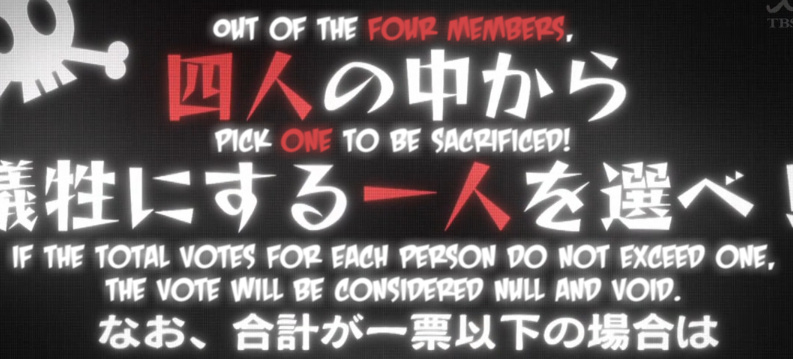 TBS
OUT OF THE FOUR MEMBERS,
四人の中から
PICK ONE TO BE SACRIFICED!
犠牲にする一人を選べ!
IF THE TOTAL VOTES FOR EACH PERSON DO NOT EXCEED ONE,
THE VOTE WILL BE CONSIDERED NULL AND VOID.
なお、合計が一票以下の場合は